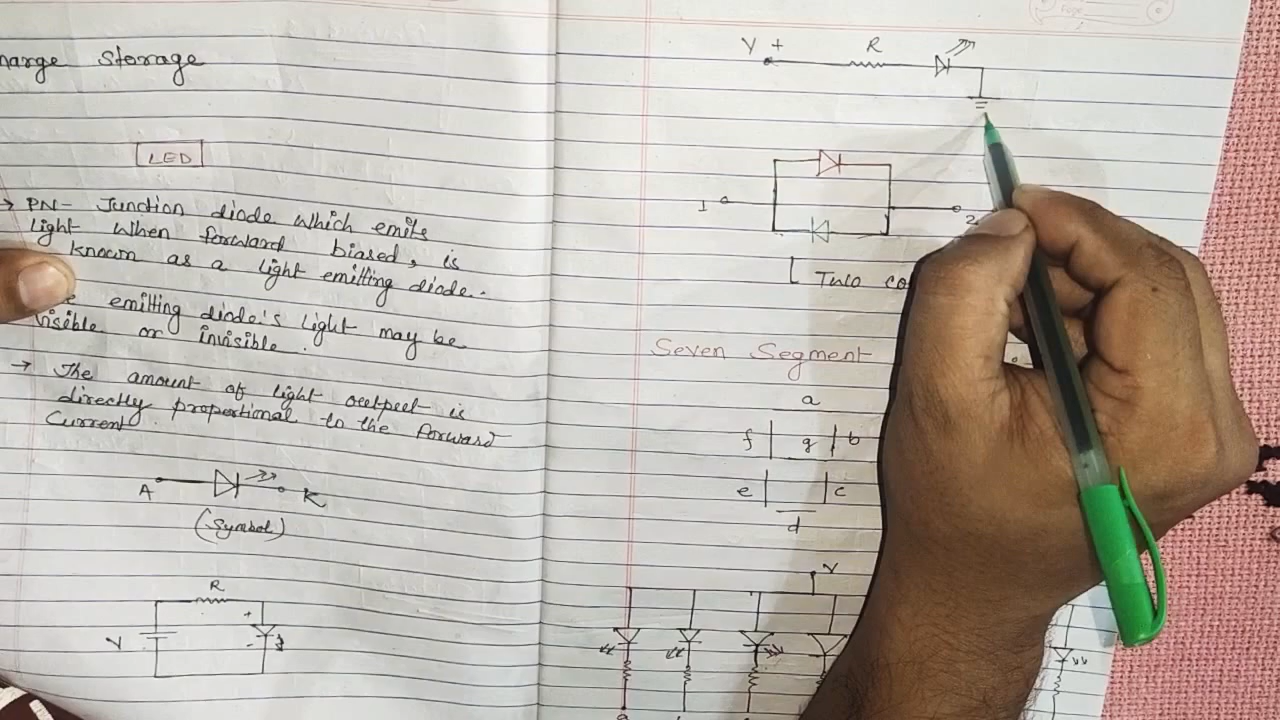 harge Storage
LED
→ PN- Junction diode which emits
light when forward biased, is
known as a light emitting diode.
emitting diode's light may be
visible or invisible.
→ The amount of light output is
directly proportional to the forward
Current.
A K
(Symbol)
R
V + -
V + R
1 2
Two
Seven Segment
a
f g b
e c
d
V